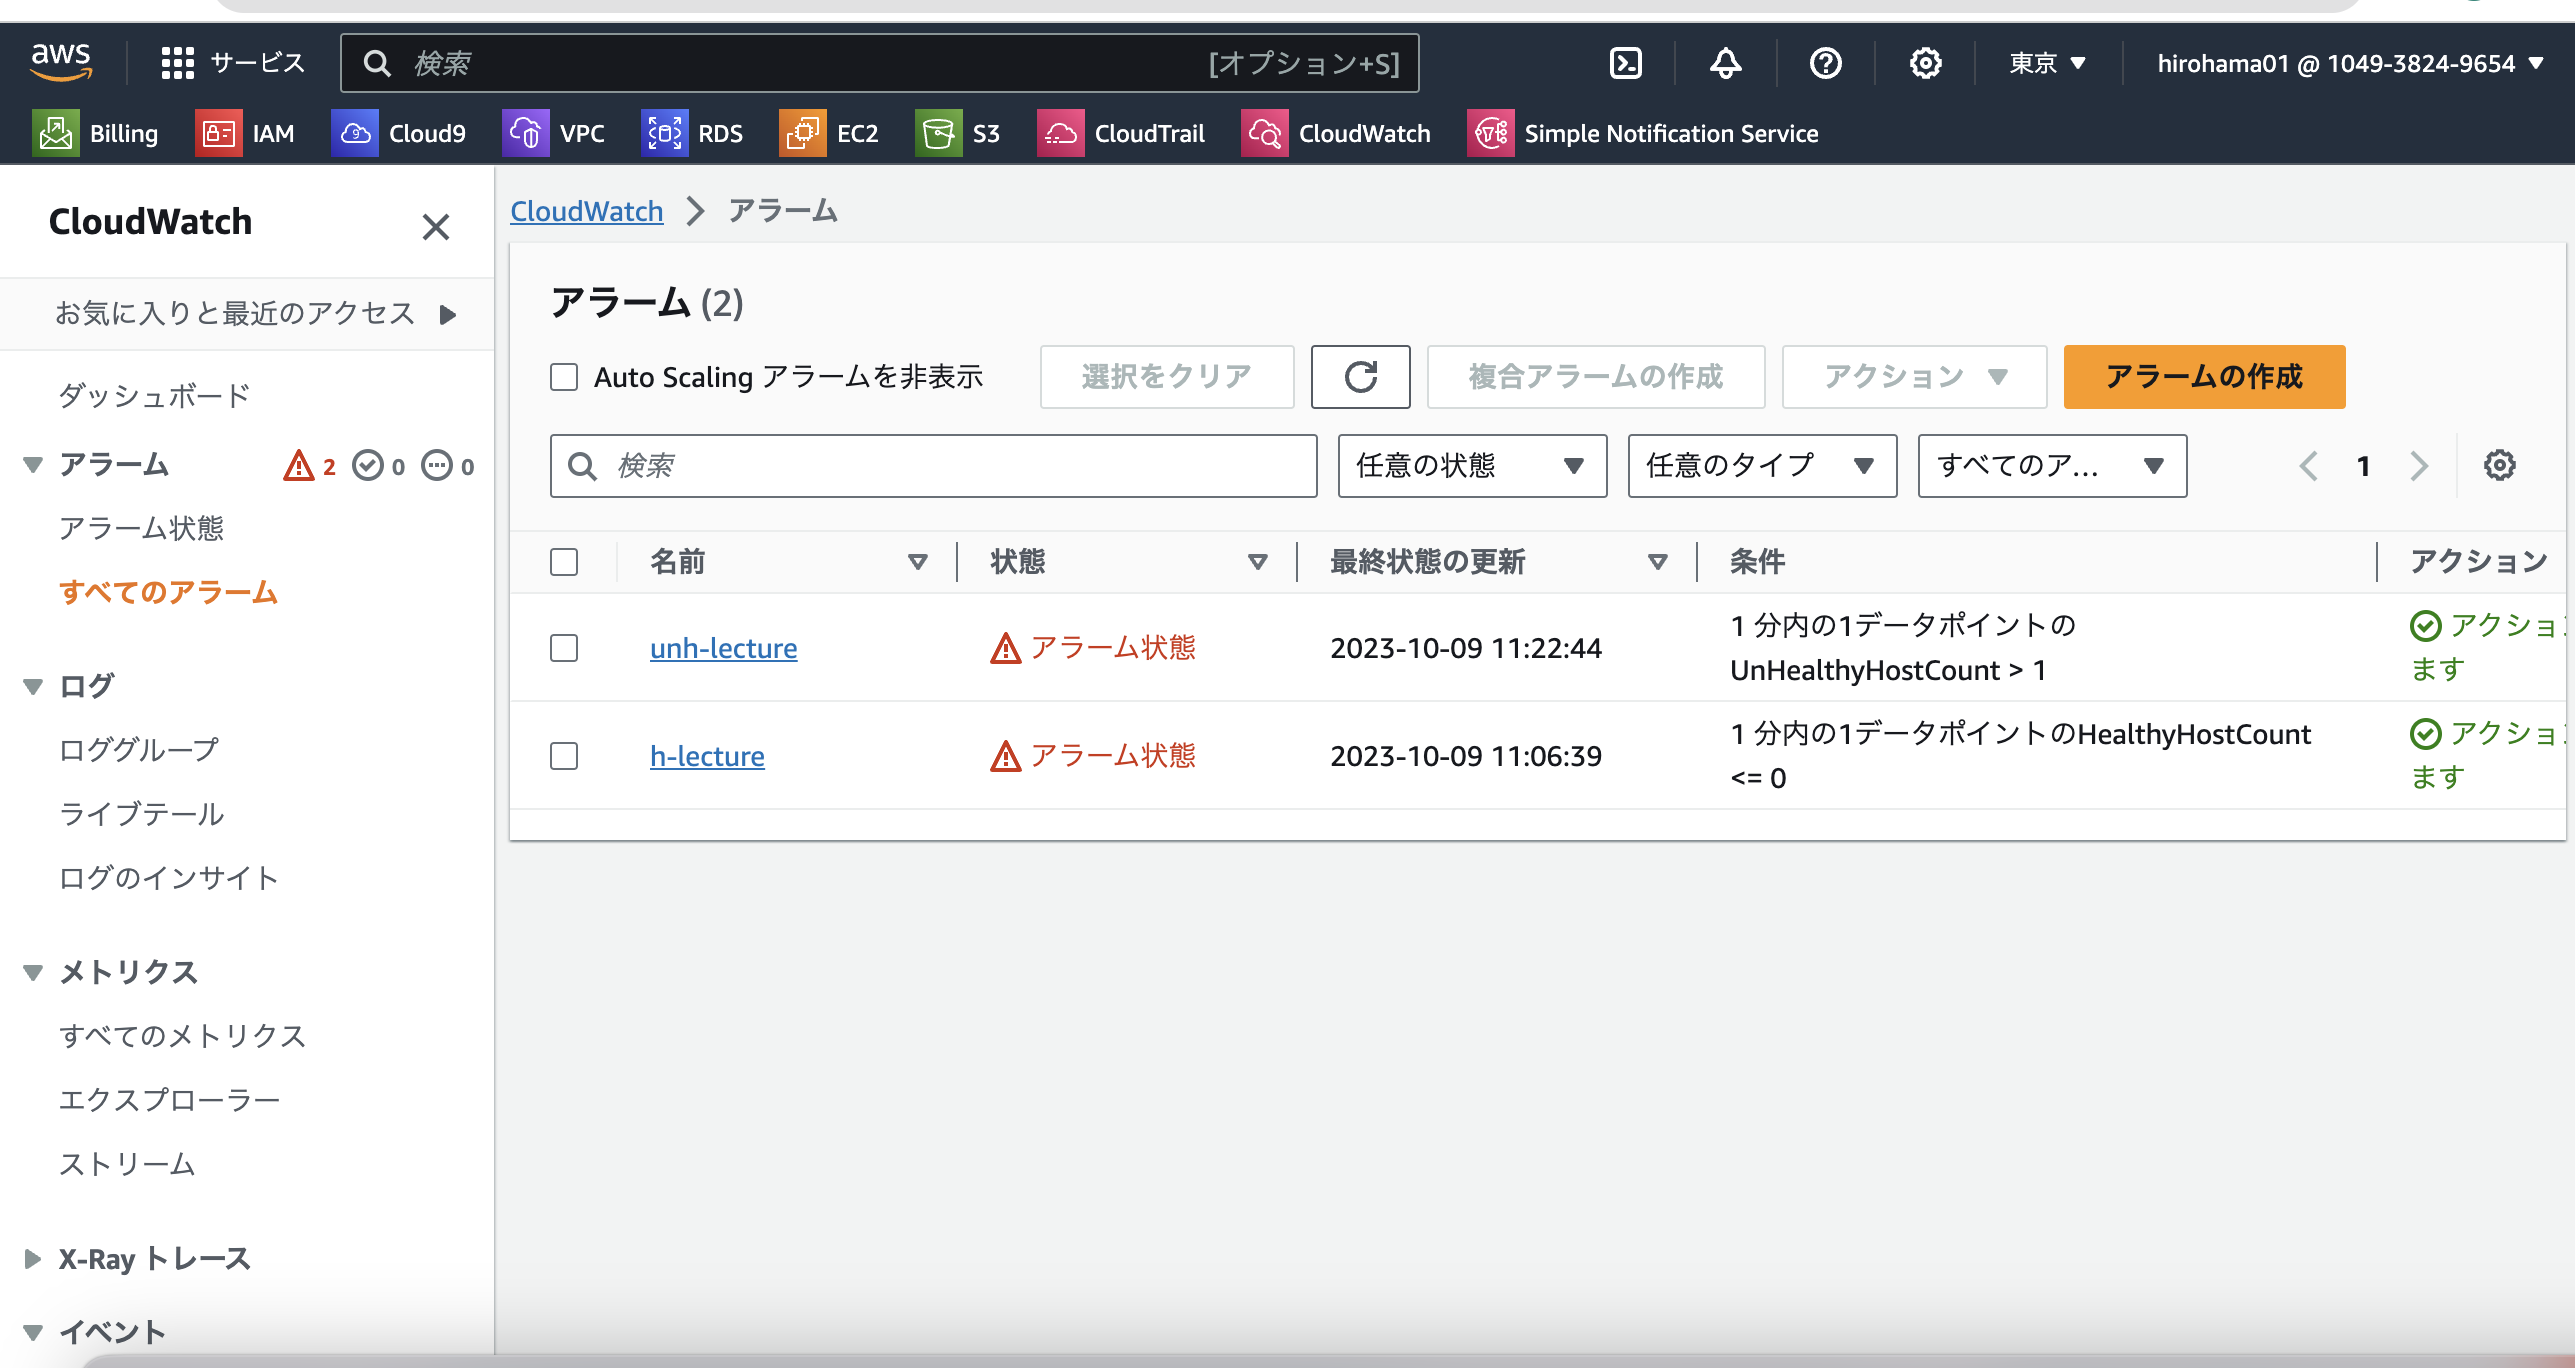 aws
サービス
検索
[オプション+S]
東京
hirohama01 @ 1049-3824-9654
Billing
IAM
Cloud9
VPC
RDS
EC2
S3
CloudTrail
CloudWatch
Simple Notification Service
CloudWatch
お気に入りと最近のアクセス
ダッシュボード
アラーム 2 0 0
アラーム状態
すべてのアラーム
ログ
ロググループ
ライブテール
ログのインサイト
メトリクス
すべてのメトリクス
エクスプローラー
ストリーム
X-Ray トレース
イベント
CloudWatch
アラーム
アラーム (2)
Auto Scaling アラームを非表示
選択をクリア
複合アラームの作成
アクション
アラームの作成
検索
任意の状態
任意のタイプ
すべてのア...
1
名前
状態
最終状態の更新
条件
アクション
unh-lecture
アラーム状態
2023-10-09 11:22:44
1 分内の1データポイントの
UnHealthyHostCount > 1
アクショ
ます
h-lecture
アラーム状態
2023-10-09 11:06:39
1 分内の1データポイントのHealthyHostCount
<= 0
アクショ
ます